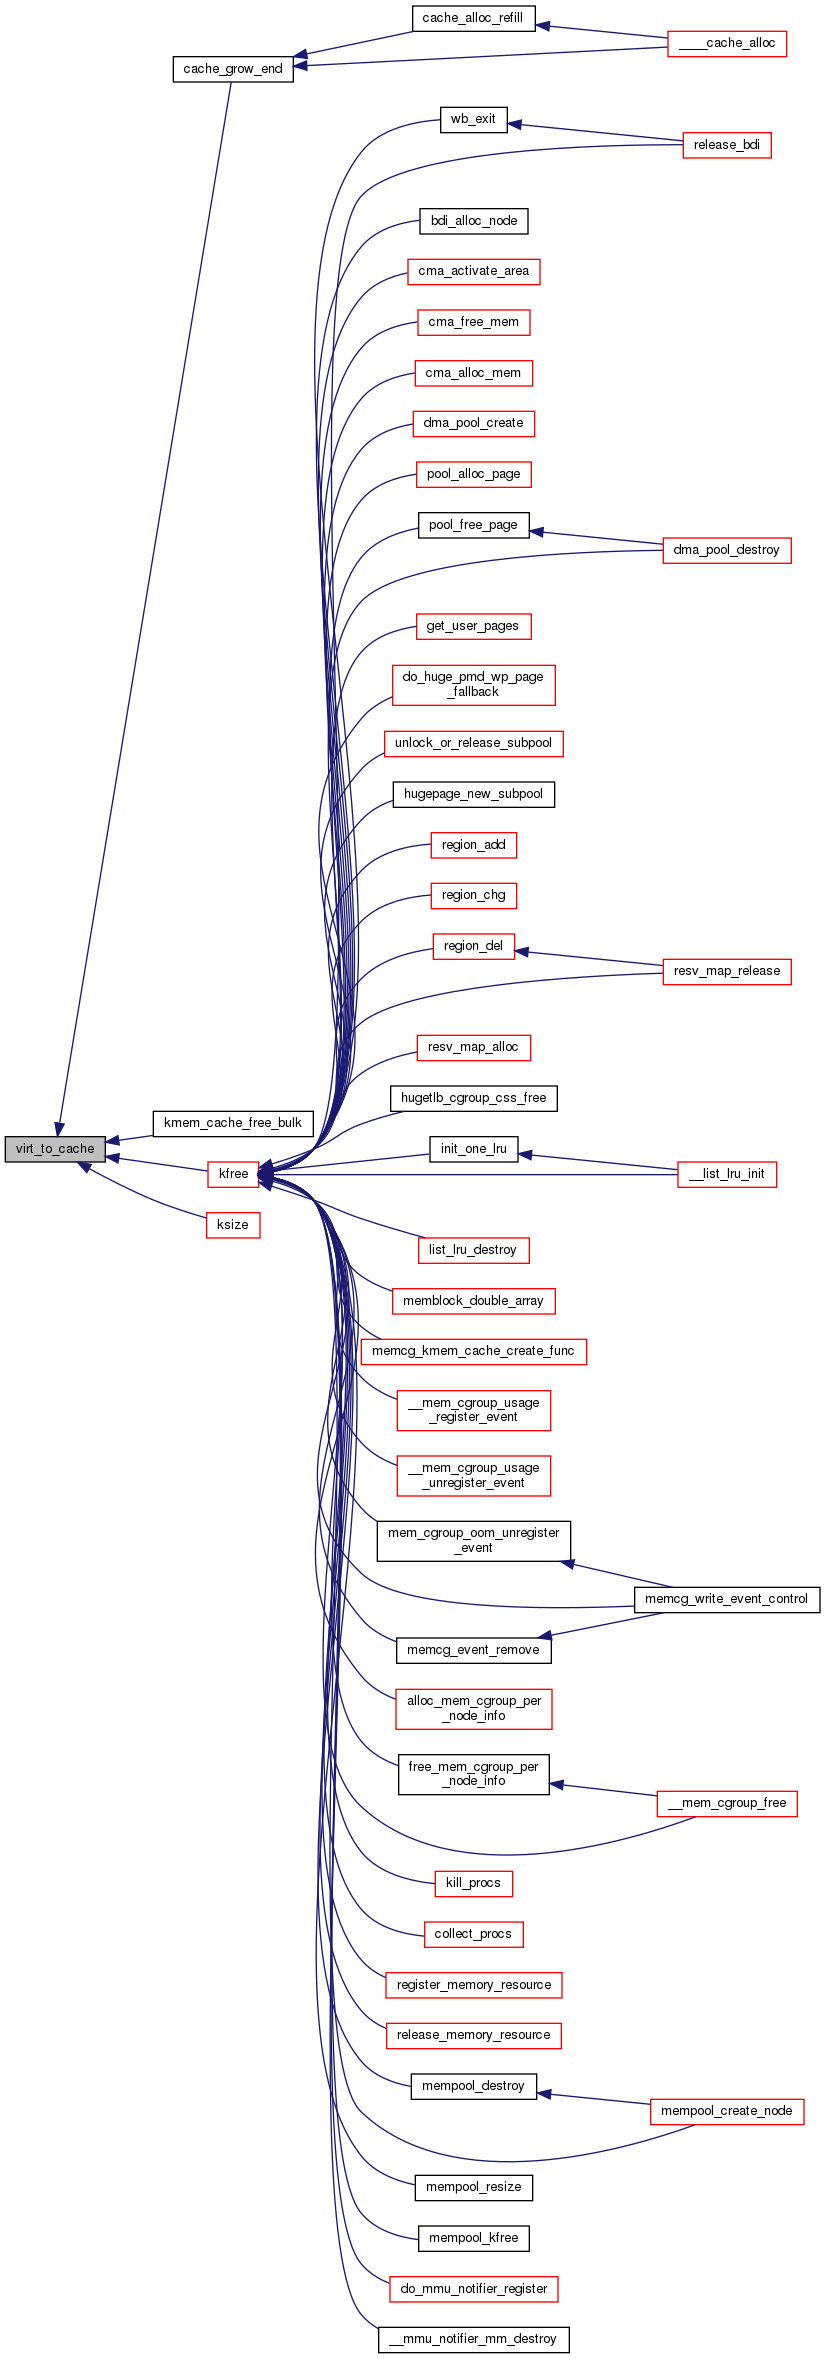 cache_alloc_refill
____cache_alloc
cache_grow_end
wb_exit
release_bdi
bdi_alloc_node
cma_activate_area
cma_free_mem
cma_alloc_mem
dma_pool_create
pool_alloc_page
pool_free_page
dma_pool_destroy
get_user_pages
do_huge_pmd_wp_page
_fallback
unlock_or_release_subpool
hugepage_new_subpool
region_add
region_chg
region_del
resv_map_release
resv_map_alloc
hugetlb_cgroup_css_free
kmem_cache_free_bulk
virt_to_cache
init_one_lru
kfree
__list_lru_init
ksize
list_lru_destroy
memblock_double_array
memcg_kmem_cache_create_func
__mem_cgroup_usage
_register_event
__mem_cgroup_usage
_unregister_event
mem_cgroup_oom_unregister
_event
memcg_write_event_control
memcg_event_remove
alloc_mem_cgroup_per
_node_info
free_mem_cgroup_per
_node_info
__mem_cgroup_free
kill_procs
collect_procs
register_memory_resource
release_memory_resource
mempool_destroy
mempool_create_node
mempool_resize
mempool_kfree
do_mmu_notifier_register
__mmu_notifier_mm_destroy